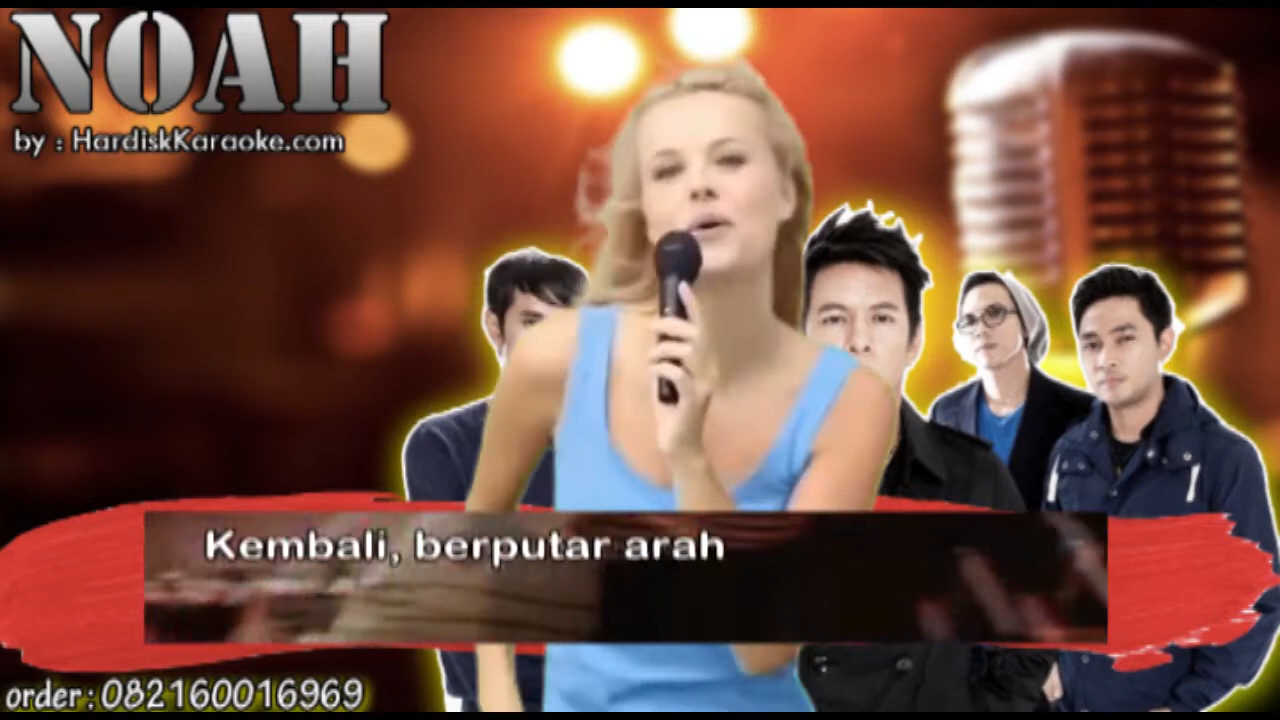 NOAH
by : HardiskKaraoke.com
Kembali, berputar arah
order : 082160016969